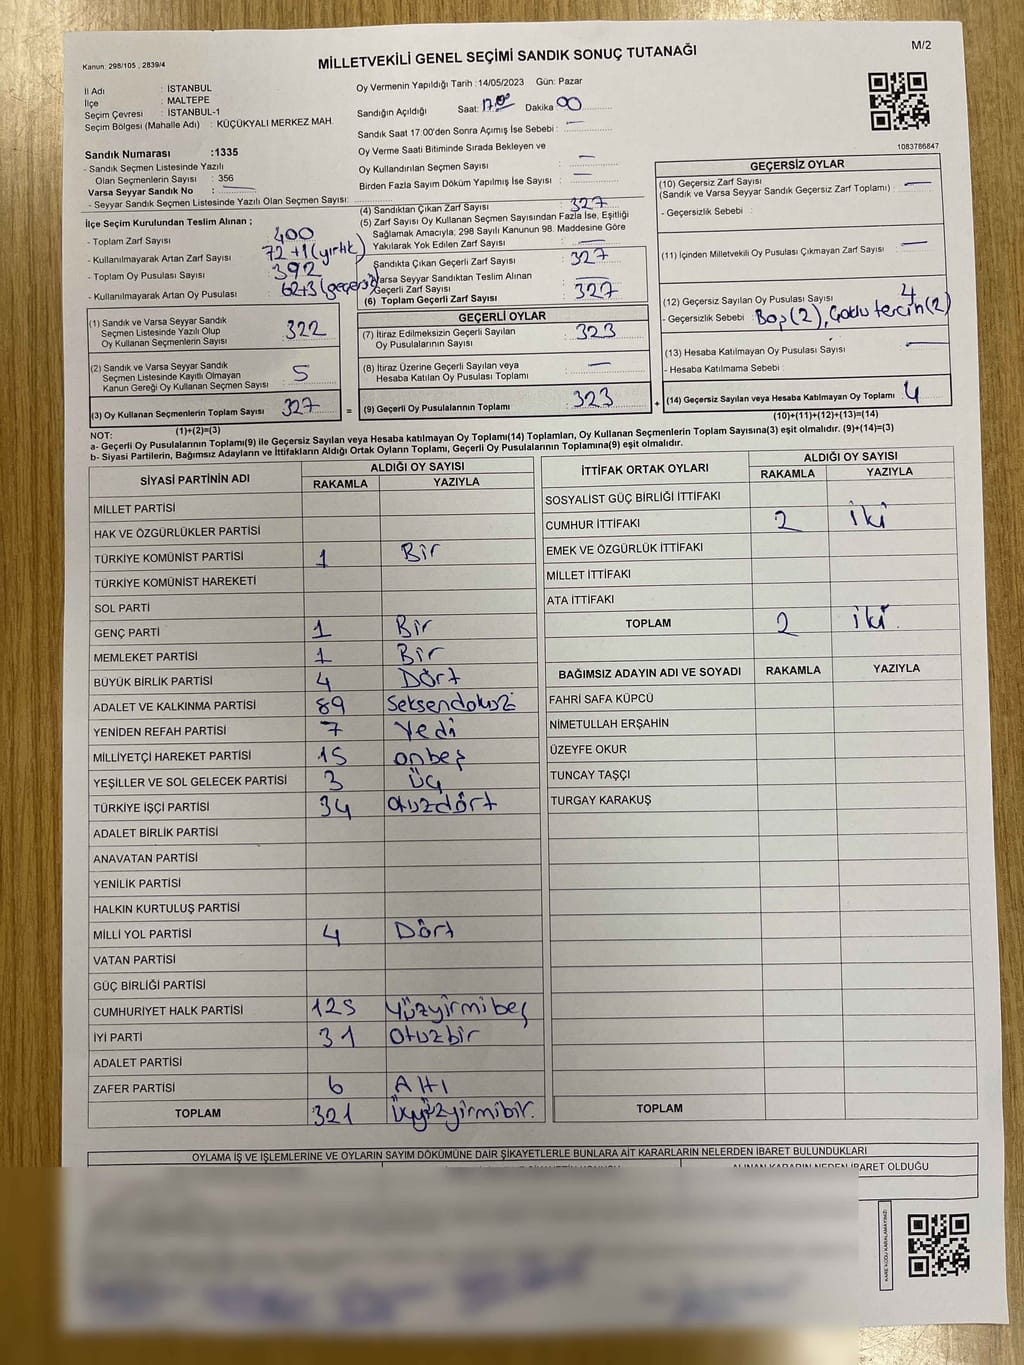 M/2
MİLLETVEKİLİ GENEL SEÇİMİ SANDIK SONUÇ TUTANAĞI
Kanun: 298/105 , 2839/4
İl Adı : İSTANBUL
İlçe : MALTEPE
Seçim Çevresi : İSTANBUL-1
Seçim Bölgesi (Mahalle Adı) : KÜÇÜKYALI MERKEZ MAH.
Sandık Numarası :1335
- Sandık Seçmen Listesinde Yazılı
Olan Seçmenlerin Sayısı : 356
Varsa Seyyar Sandık No : —
- Seyyar Sandık Seçmen Listesinde Yazılı Olan Seçmen Sayısı:
Oy Vermenin Yapıldığı Tarih :14/05/2023 Gün: Pazar
Sandığın Açıldığı Saat: 17.00 Dakika 00
Sandık Saat 17:00'den Sonra Açımış İse Sebebi : —
Oy Verme Saati Bitiminde Sırada Bekleyen ve
Oy Kullandırılan Seçmen Sayısı : —
Birden Fazla Sayım Döküm Yapılmış İse Sayısı : —
1083786847
İlçe Seçim Kurulundan Teslim Alınan ;
- Toplam Zarf Sayısı 400
- Kullanılmayarak Artan Zarf Sayısı 72+1(yırtık)
- Toplam Oy Pusulası Sayısı 392
- Kullanılmayarak Artan Oy Pusulası 62+3(geçersiz)
(4) Sandıktan Çıkan Zarf Sayısı 327
(5) Zarf Sayısı Oy Kullanan Seçmen Sayısından Fazla İse, Eşitliği
Sağlamak Amacıyla; 298 Sayılı Kanunun 98. Maddesine Göre
Yakılarak Yok Edilen Zarf Sayısı : —
Sandıkta Çıkan Geçerli Zarf Sayısı : 327
Varsa Seyyar Sandıktan Teslim Alınan
Geçerli Zarf Sayısı : —
(6) Toplam Geçerli Zarf Sayısı : 327
GEÇERSİZ OYLAR
(10) Geçersiz Zarf Sayısı
(Sandık ve Varsa Seyyar Sandık Geçersiz Zarf Toplamı) : —
- Geçersizlik Sebebi :
(11) İçinden Milletvekili Oy Pusulası Çıkmayan Zarf Sayısı : —
(12) Geçersiz Sayılan Oy Pusulası Sayısı 4
- Geçersizlik Sebebi : Boş(2), Çoklu tercih(2)
(13) Hesaba Katılmayan Oy Pusulası Sayısı —
- Hesaba Katılmama Sebebi :
(14) Geçersiz Sayılan veya Hesaba Katılmayan Oy Toplamı 4
(10)+(11)+(12)+(13)=(14)
(1) Sandık ve Varsa Seyyar Sandık
Seçmen Listesinde Yazılı Olup
Oy Kullanan Seçmenlerin Sayısı : 322
(2) Sandık ve Varsa Seyyar Sandık
Seçmen Listesinde Kayıtlı Olmayan
Kanun Gereği Oy Kullanan Seçmen Sayısı : 5
(3) Oy Kullanan Seçmenlerin Toplam Sayısı : 327
(1)+(2)=(3)
=
GEÇERLİ OYLAR
(7) İtiraz Edilmeksizin Geçerli Sayılan
Oy Pusulalarının Sayısı : 323
(8) İtiraz Üzerine Geçerli Sayılan veya
Hesaba Katılan Oy Pusulası Toplamı : —
(9) Geçerli Oy Pusulalarının Toplamı : 323
+
NOT:
a- Geçerli Oy Pusulalarının Toplamı(9) ile Geçersiz Sayılan veya Hesaba katılmayan Oy Toplamı(14) Toplamları, Oy Kullanan Seçmenlerin Toplam Sayısına(3) eşit olmalıdır. (9)+(14)=(3)
b- Siyasi Partilerin, Bağımsız Adayların ve İttifakların Aldığı Ortak Oyların Toplamı, Geçerli Oy Pusulalarının Toplamına(9) eşit olmalıdır.
SİYASİ PARTİNİN ADI ALDIĞI OY SAYISI
RAKAMLA YAZIYLA
MİLLET PARTİSİ
HAK VE ÖZGÜRLÜKLER PARTİSİ
TÜRKİYE KOMÜNİST PARTİSİ 1 Bir
TÜRKİYE KOMÜNİST HAREKETİ
SOL PARTİ
GENÇ PARTİ 1 Bir
MEMLEKET PARTİSİ 1 Bir
BÜYÜK BİRLİK PARTİSİ 4 Dört
ADALET VE KALKINMA PARTİSİ 89 Seksendokuz
YENİDEN REFAH PARTİSİ 7 Yedi
MİLLİYETÇİ HAREKET PARTİSİ 15 onbeş
YEŞİLLER VE SOL GELECEK PARTİSİ 3 üç
TÜRKİYE İŞÇİ PARTİSİ 34 otuzdört
ADALET BİRLİK PARTİSİ
ANAVATAN PARTİSİ
YENİLİK PARTİSİ
HALKIN KURTULUŞ PARTİSİ
MİLLİ YOL PARTİSİ 4 Dört
VATAN PARTİSİ
GÜÇ BİRLİĞİ PARTİSİ
CUMHURİYET HALK PARTİSİ 125 Yüzyirmibeş
İYİ PARTİ 31 Otuzbir
ADALET PARTİSİ
ZAFER PARTİSİ 6 Altı
TOPLAM 321 Üçyüzyirmibir.
İTTİFAK ORTAK OYLARI ALDIĞI OY SAYISI
RAKAMLA YAZIYLA
SOSYALİST GÜÇ BİRLİĞİ İTTİFAKI
CUMHUR İTTİFAKI 2 iki
EMEK VE ÖZGÜRLÜK İTTİFAKI
MİLLET İTTİFAKI
ATA İTTİFAKI
TOPLAM 2 iki.
BAĞIMSIZ ADAYIN ADI VE SOYADI RAKAMLA YAZIYLA
FAHRİ SAFA KÜPCÜ
NİMETULLAH ERŞAHİN
ÜZEYFE OKUR
TUNCAY TAŞÇI
TURGAY KARAKUŞ
TOPLAM
OYLAMA İŞ VE İŞLEMLERİNE VE OYLARIN SAYIM DÖKÜMÜNE DAİR ŞİKAYETLERLE BUNLARA AİT KARARLARIN NELERDEN İBARET BULUNDUKLARI
ALINAN KARARIN NEDEN İBARET OLDUĞU
KARE KODU KARALAMAYINIZ!